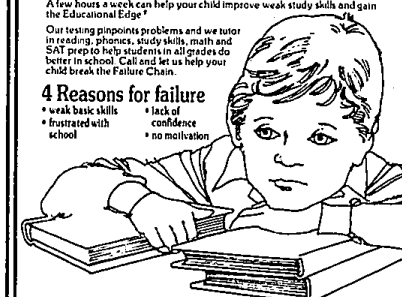 A few hours a week can help your child improve weak study skills and gain
the Educational Edge
Our testing pinpoints problems and we tutor
in reading, phonics, study skills, math and
SAT prep to help students in all grades do
better in school. Call and let us help your
child break the Failure Chain.
4 Reasons for failure
• weak basic skills
• frustrated with
school
• lack of
confidence
• no motivation